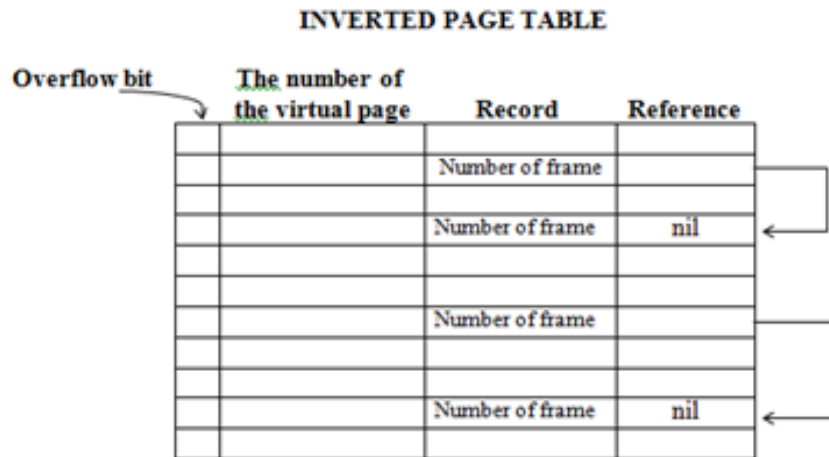 INVERTED PAGE TABLE
Overflow bit
The number of
the virtual page
Record
Reference
Number of frame
Number of frame nil
Number of frame
Number of frame nil